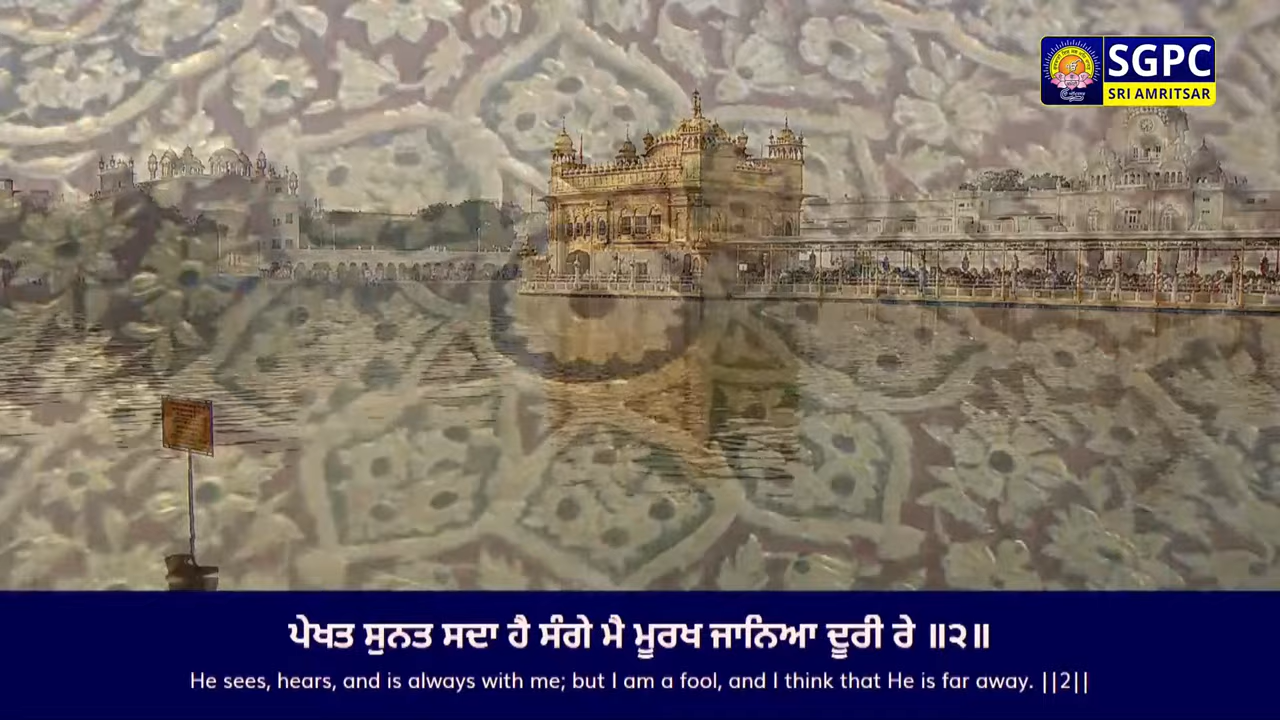 SGPC
SRI AMRITSAR
ਪੇਖਤ ਸੁਨਤ ਸਦਾ ਹੈ ਸੰਗੇ ਮੈ ਮੂਰਖ ਜਾਨਿਆ ਦੂਰੀ ਰੇ ॥੨॥
He sees, hears, and is always with me; but I am a fool, and I think that He is far away. ||2||